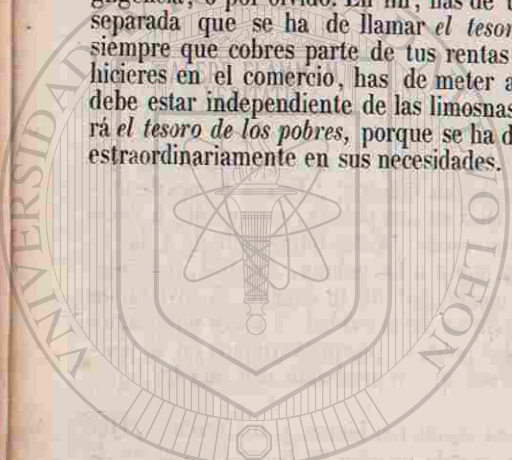 gligencia, ó por olvido. En fin, has de t
separada que se ha de llamar el tesor
siempre que cobres parte de tus rentas
hicieres en el comercio, has de meter a
debe estar independiente de las limosnas
rá el tesoro de los pobres, porque se ha d
estraordinariamente en sus necesidades.